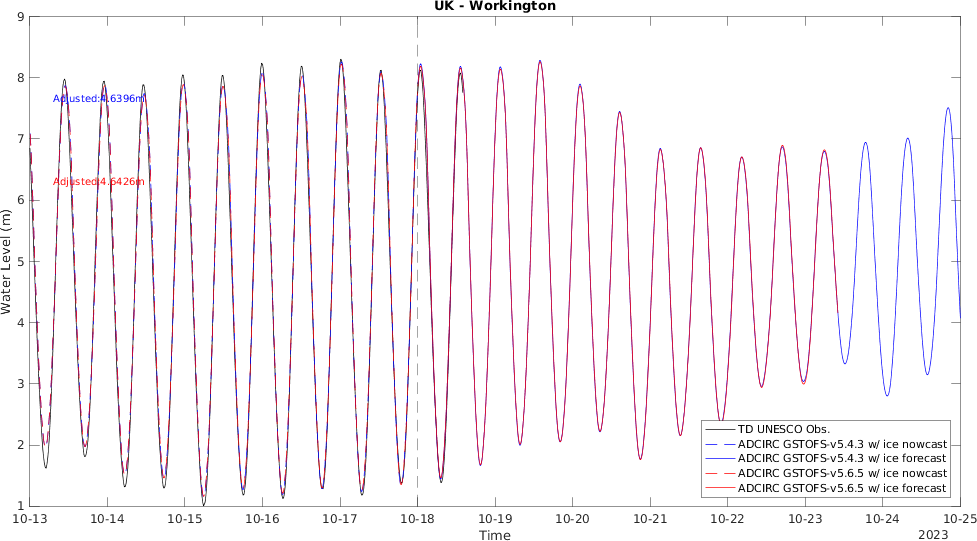 UK - Workington
9
8
7
6
5
4
3
2
1
Water Level (m)
Adjusted:4.6396m
Adjusted:4.6426m
TD UNESCO Obs.
ADCIRC GSTOFS-v5.4.3 w/ ice nowcast
ADCIRC GSTOFS-v5.4.3 w/ ice forecast
ADCIRC GSTOFS-v5.6.5 w/ ice nowcast
ADCIRC GSTOFS-v5.6.5 w/ ice forecast
10-13 10-14 10-15 10-16 10-17 10-18 10-19 10-20 10-21 10-22 10-23 10-24 10-25
Time
2023